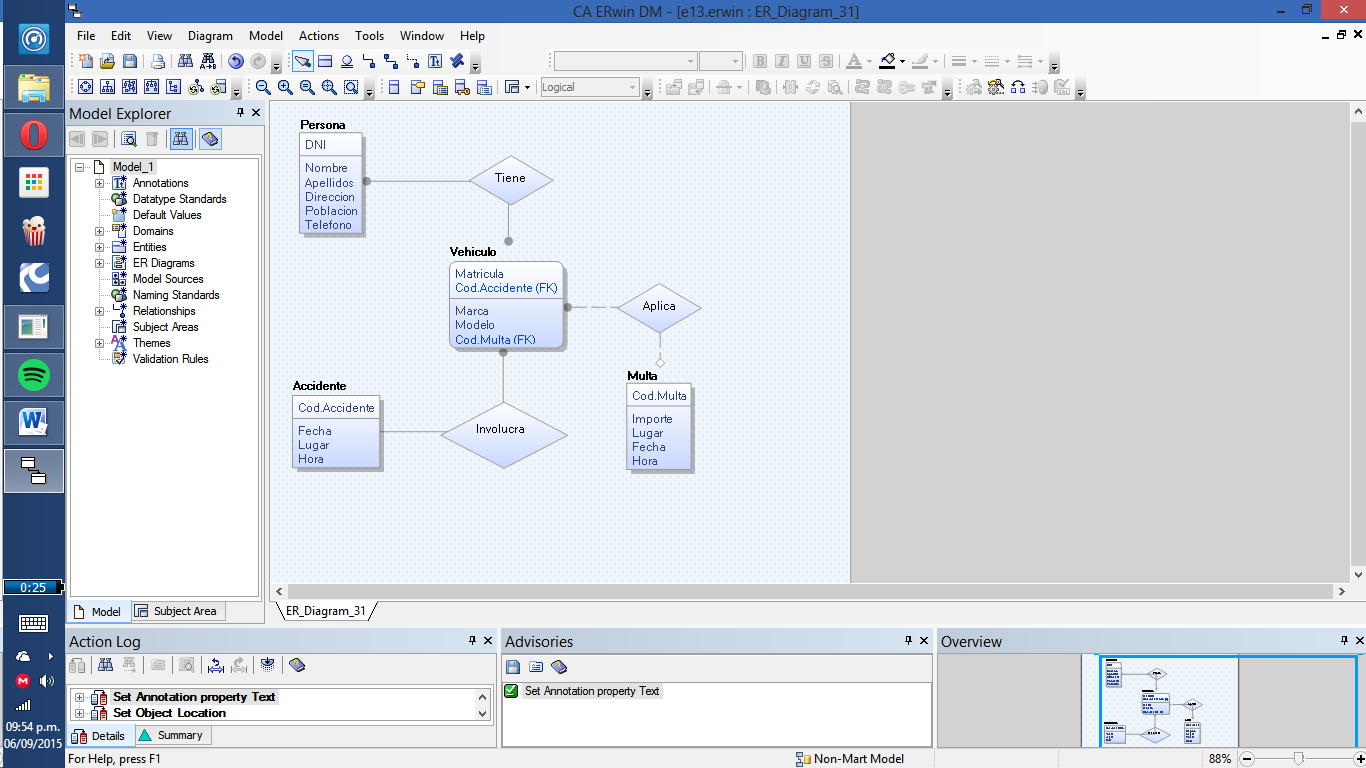 CA ERwin DM - [e13.erwin : ER_Diagram_31]
File Edit View Diagram Model Actions Tools Window Help
A→B
Tt
B I U S A
Logical
Model Explorer
Model_1
Annotations
Datatype Standards
Default Values
Domains
Entities
ER Diagrams
Model Sources
Naming Standards
Relationships
Subject Areas
Themes
Validation Rules
Model Subject Area
Persona
DNI
Nombre
Apellidos
Direccion
Poblacion
Telefono
Tiene
Vehiculo
Matricula
Cod.Accidente (FK)
Marca
Modelo
Cod.Multa (FK)
Aplica
Multa
Cod.Multa
Importe
Lugar
Fecha
Hora
Accidente
Cod.Accidente
Fecha
Lugar
Hora
Involucra
ER_Diagram_31
Action Log
Set Annotation property Text
Set Object Location
Details Summary
Advisories
Set Annotation property Text
Overview
For Help, press F1
Non-Mart Model
88%
0:25
09:54 p.m.
06/09/2015